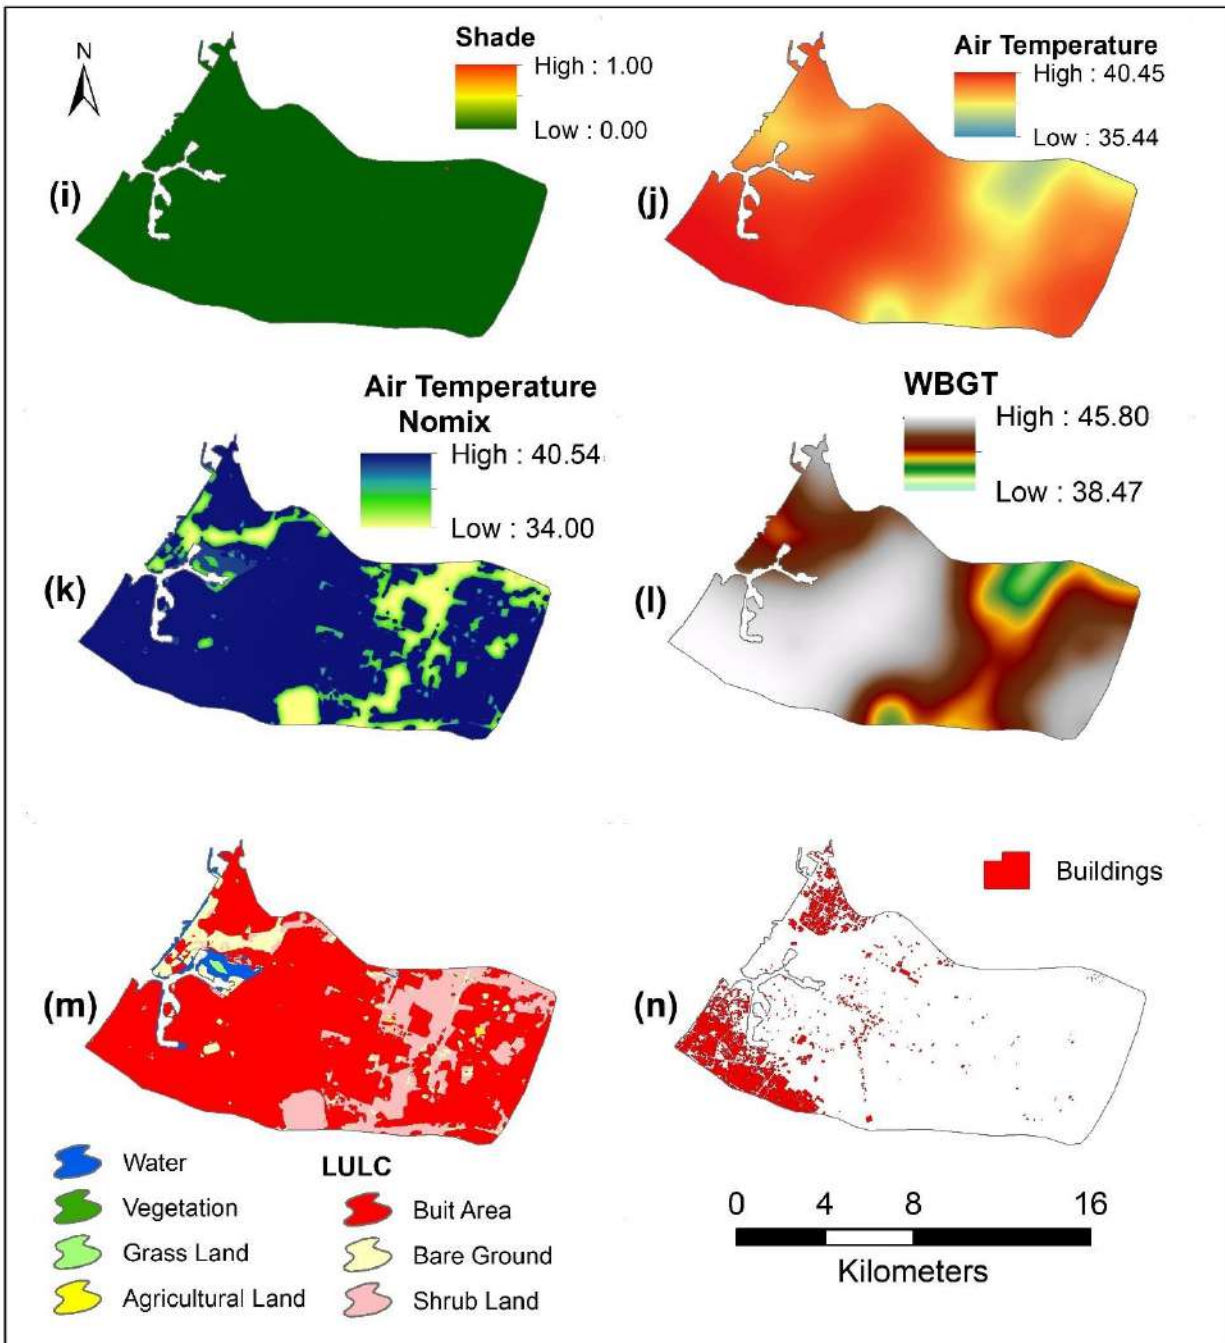 N
Shade
High : 1.00
Low : 0.00
(i)
Air Temperature
High : 40.45
Low : 35.44
(j)
Air Temperature
Nomix
High : 40.54
Low : 34.00
(k)
WBGT
High : 45.80
Low : 38.47
(l)
(m)
Buildings
(n)
LULC
Water
Vegetation
Grass Land
Agricultural Land
Buit Area
Bare Ground
Shrub Land
0 4 8 16
Kilometers